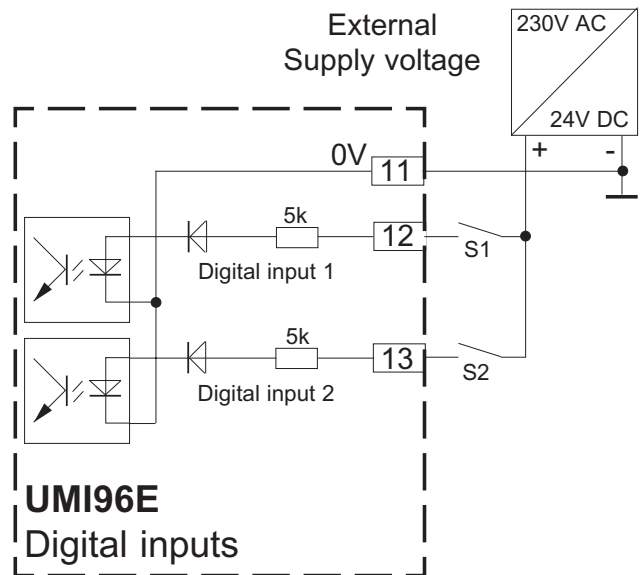 External
Supply voltage
230V AC
24V DC
+
-
0V
11
5k
12
S1
Digital input 1
5k
13
S2
Digital input 2
UMI96E
Digital inputs